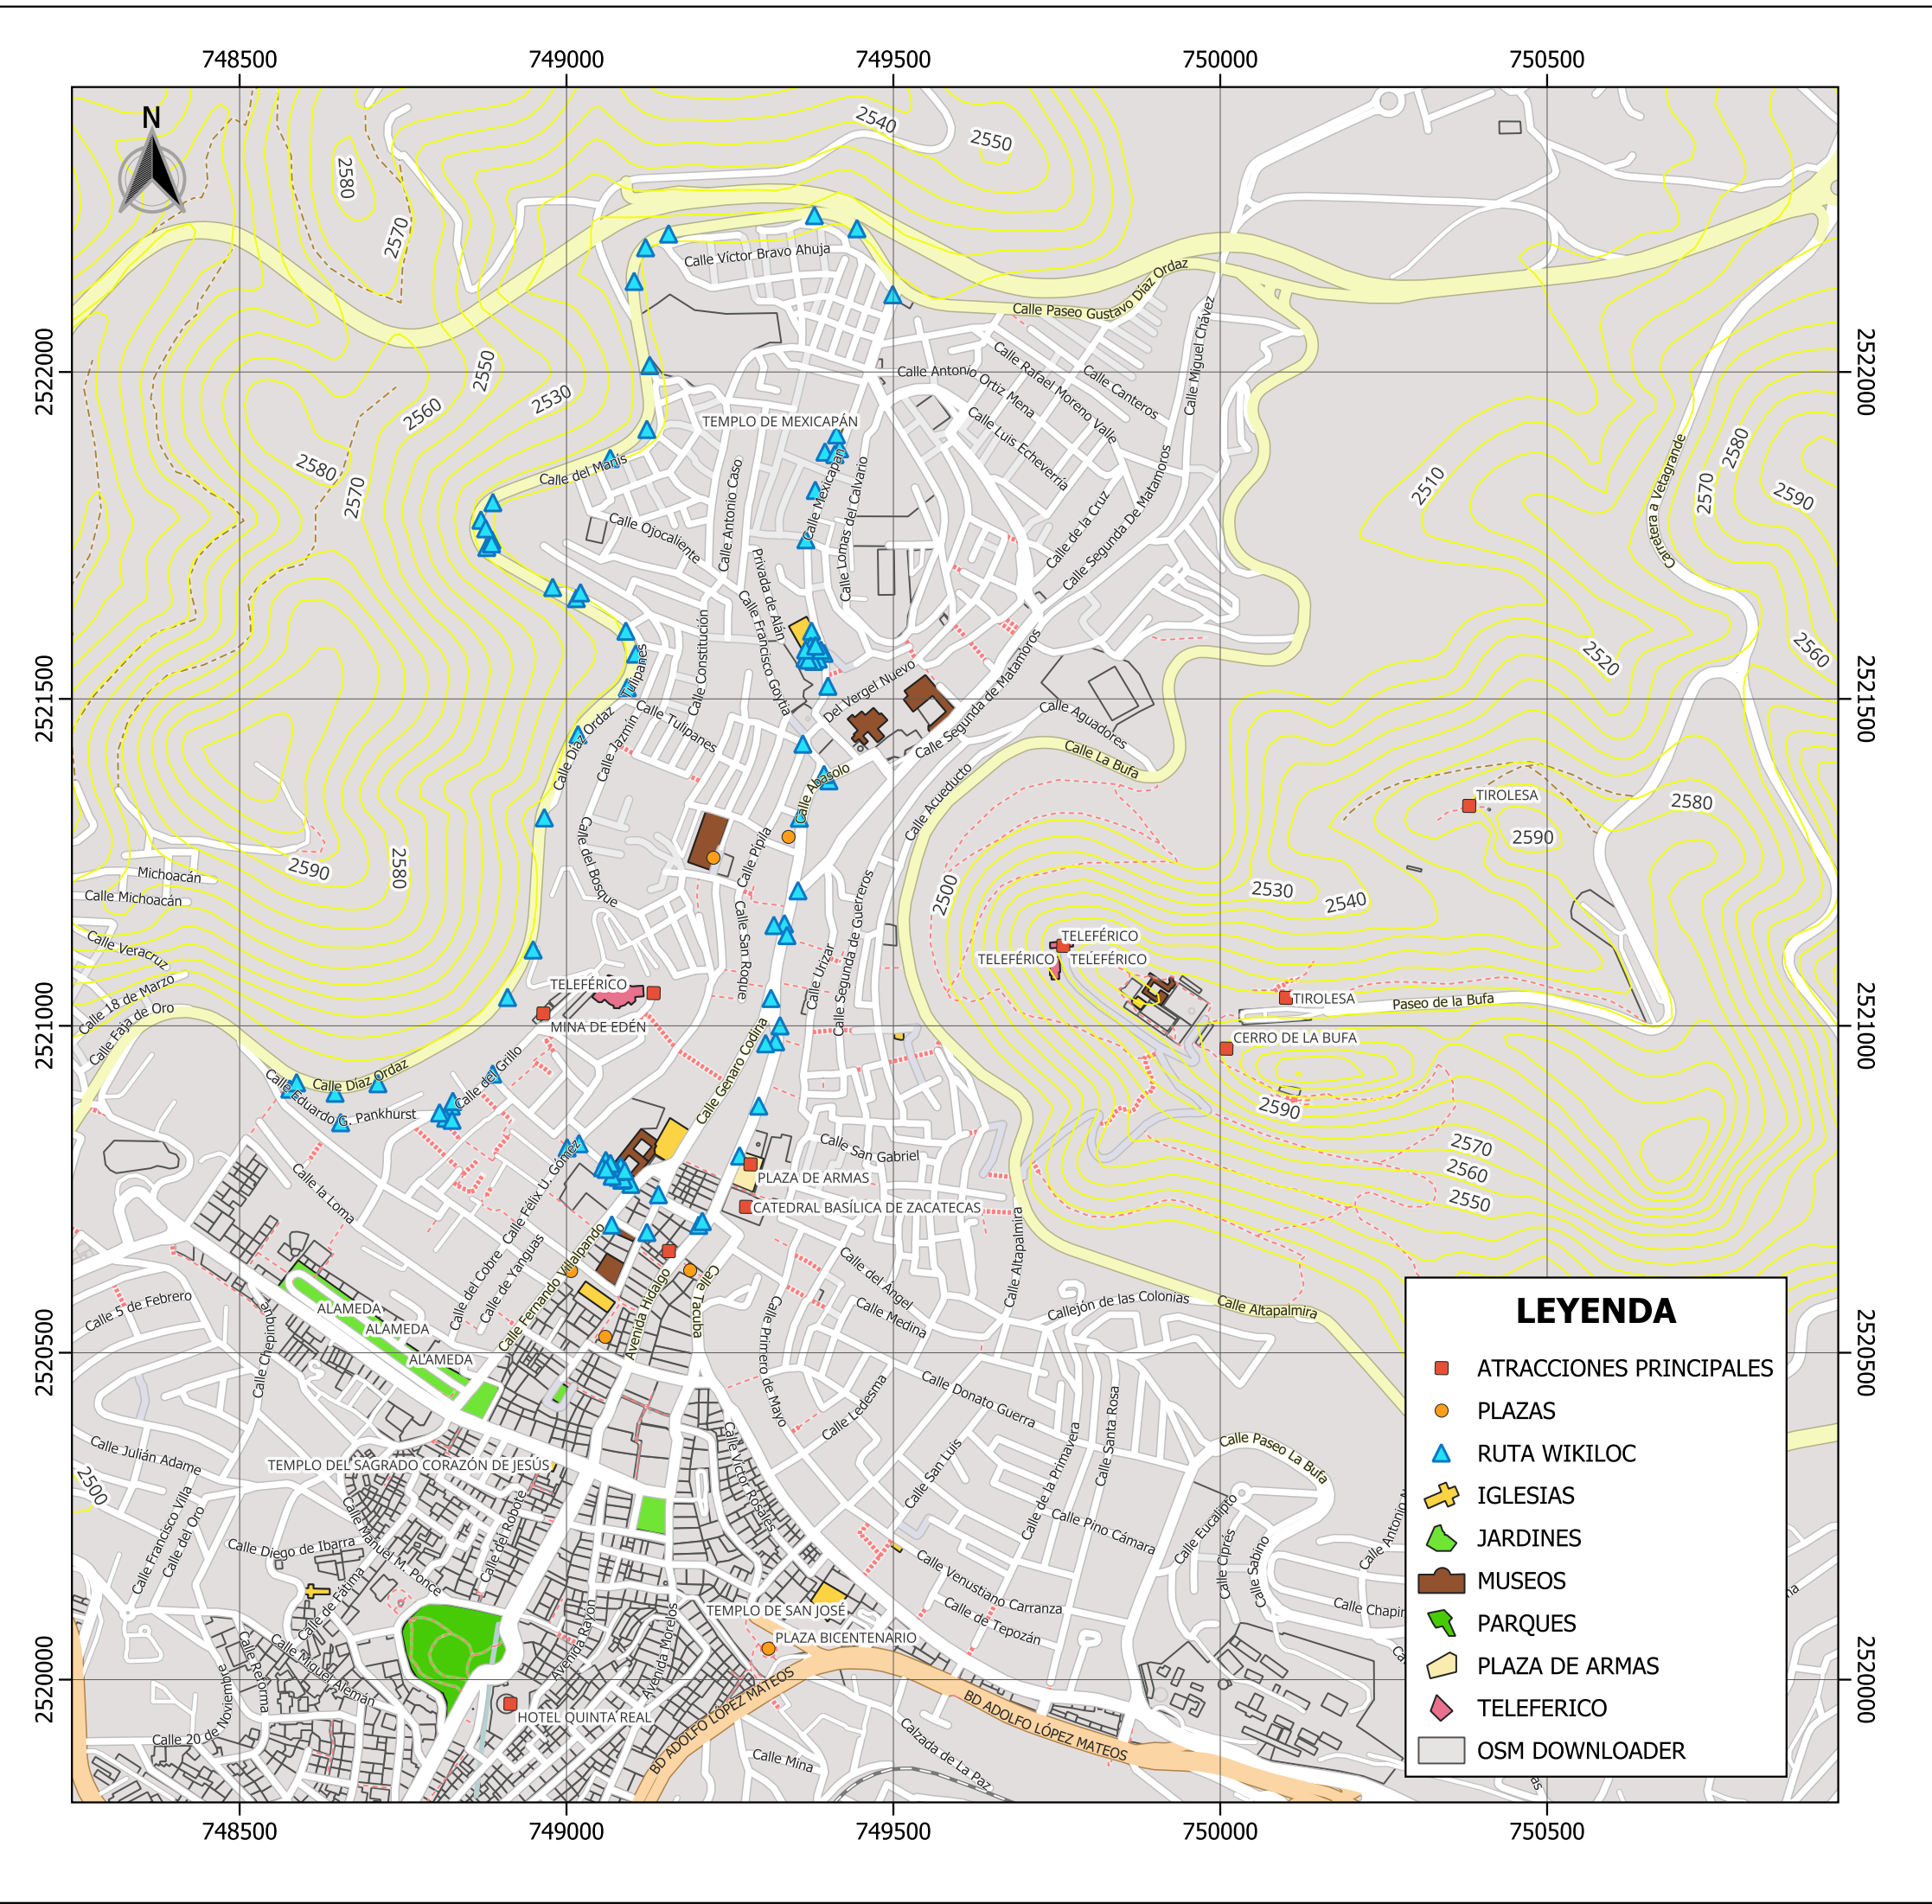 748500 749000 749500 750000 750500
N
2540
2550
2580
2570
Calle Víctor Bravo Ahuja
Calle Paseo Gustavo Díaz Ordaz
Calle Miguel Chávez
2522000
2522000
2550
2530
2560
Calle Antonio Ortiz Mena
Calle Rafael Moreno Valle
Calle Canteros
Calle Luis Echeverría
TEMPLO DE MEXICAPÁN
2580
2570
Calle del Maris
Calle Antonio Caso
Calle Mexicapan
Calle Lomas del Calvario
Calle Ojocaliente
Calle de la Cruz
Calle Segunda De Matamoros
2510
Carretera a Vetagrande
2580
2570
2590
Privada de Alán
Calle Francisco Goytia
Calle Constitución
2520
2560
2521500
2521500
Tulipanes
Calle Tulipanes
Calle Jazmín
Calle Díaz Ordaz
Del Vergel Nuevo
Calle Segunda de Matamoros
Calle Aguadores
Calle La Bufa
Calle Abasolo
Calle Acueducto
TIROLESA
2580
2590
Calle Pípila
Calle del Bosque
2590
2580
Michoacán
Calle Michoacán
2500
2530
2540
Calle Veracruz
Calle San Roque
Calle Urizar
Calle Segunda de Guerreros
TELEFÉRICO
TELEFÉRICO
TELEFÉRICO
TELEFÉRICO
Calle 18 de Marzo
Calle Faja de Oro
MINA DE EDÉN
TIROLESA
Paseo de la Bufa
CERRO DE LA BUFA
2521000
2521000
Calle Díaz Ordaz
Calle Eduardo G. Pankhurst
Calle del Grillo
Calle Genaro Codina
2590
2570
2560
2550
Calle San Gabriel
PLAZA DE ARMAS
CATEDRAL BASÍLICA DE ZACATECAS
Calle la Loma
Calle Félix U. Gómez
Calle del Cobre
Calle de Yanguas
Calle Fernando Villalpando
Avenida Hidalgo
Calle Tacuba
Calle del Ángel
Calle Medina
Calle Altapalmira
Callejón de las Colonias
Calle Altapalmira
Calle 5 de Febrero
ALAMEDA
ALAMEDA
ALAMEDA
Calle Chepinque
Calle Primero de Mayo
2520500
2520500
Calle Ledesma
Calle Donato Guerra
Calle Santa Rosa
Calle Julián Adame
2500
TEMPLO DEL SAGRADO CORAZÓN DE JESÚS
Calle Víctor Rosales
Calle San Luis
Calle de la Primavera
Calle Paseo La Bufa
Calle Francisco Villa
Calle del Oro
Calle Manuel M. Ponce
Calle del Robote
Calle Diego de Ibarra
Calle Pino Cámara
Calle Eucalipto
Calle Ciprés
Calle Sabino
Calle Antonio
Calle de Fátima
Calle Venustiano Carranza
Calle de Tepozán
Calle Chapin
TEMPLO DE SAN JOSÉ
PLAZA BICENTENARIO
Avenida Rayón
Avenida Morelos
Calle Reforma
Calle Miguel Alemán
2520000
2520000
HOTEL QUINTA REAL
Calle 20 de Noviembre
BD ADOLFO LÓPEZ MATEOS
BD ADOLFO LÓPEZ MATEOS
Calle Mina
Calzada de La Paz
LEYENDA
ATRACCIONES PRINCIPALES
PLAZAS
RUTA WIKILOC
IGLESIAS
JARDINES
MUSEOS
PARQUES
PLAZA DE ARMAS
TELEFERICO
OSM DOWNLOADER
748500 749000 749500 750000 750500